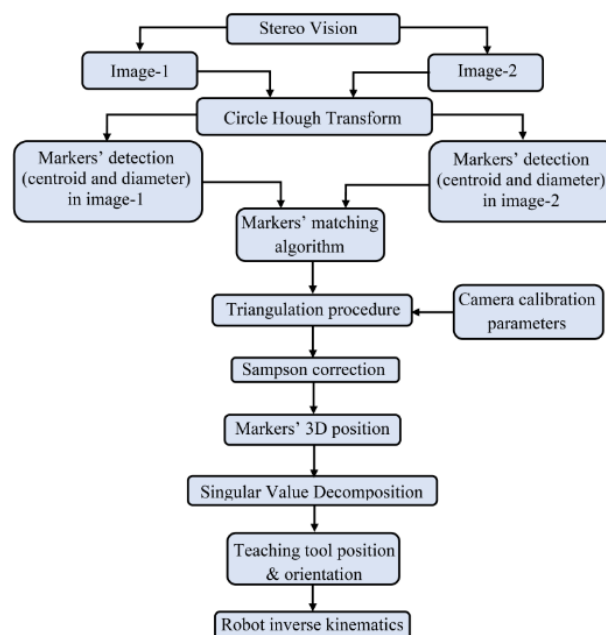 Stereo Vision
Image-1
Image-2
Circle Hough Transform
Markers' detection
(centroid and diameter)
in image-1
Markers' detection
(centroid and diameter)
in image-2
Markers' matching
algorithm
Triangulation procedure
Camera calibration
parameters
Sampson correction
Markers' 3D position
Singular Value Decomposition
Teaching tool position
& orientation
Robot inverse kinematics